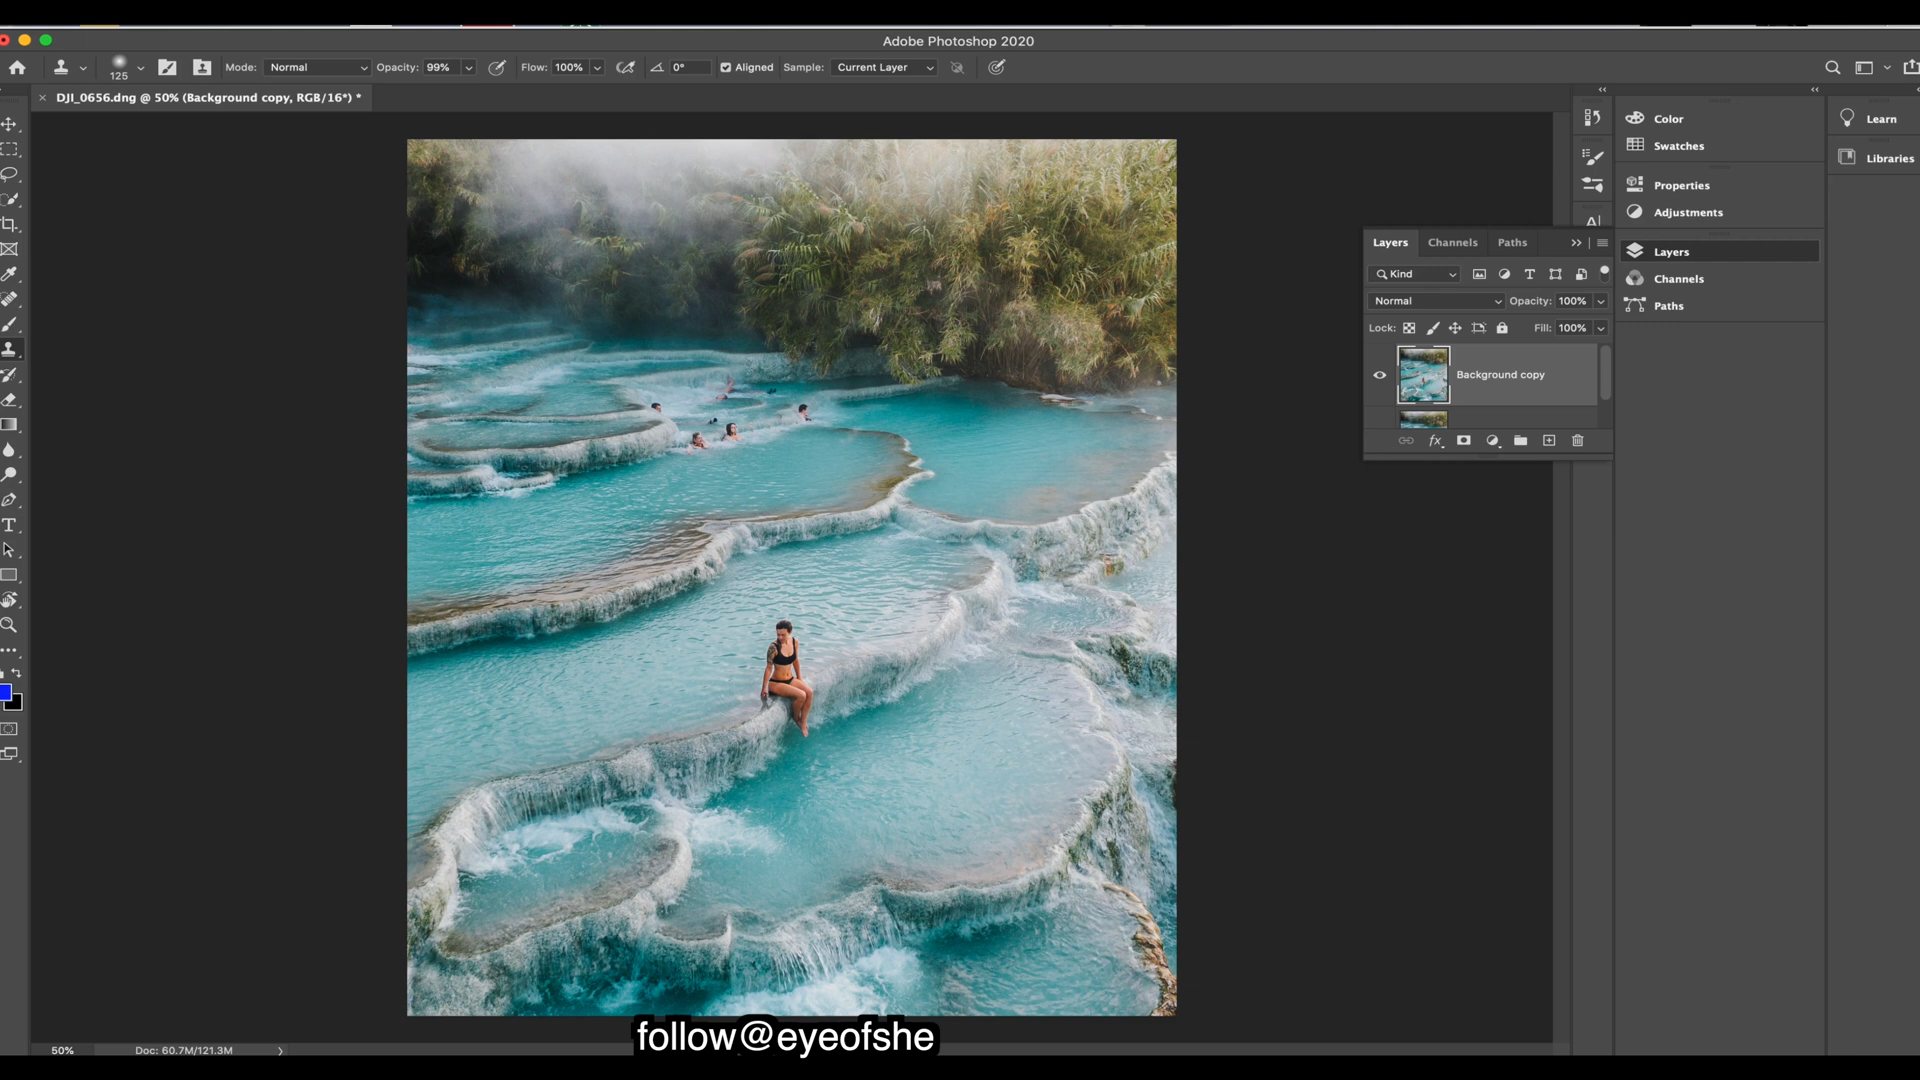 Adobe Photoshop 2020
125
Mode: Normal
Opacity: 99%
Flow: 100%
0°
Aligned
Sample: Current Layer
DJI_0656.dng @ 50% (Background copy, RGB/16*) *
Color
Swatches
Properties
Adjustments
Layers
Channels
Paths
Learn
Libraries
Layers Channels Paths
Kind
Normal
Opacity: 100%
Lock:
Fill: 100%
Background copy
fx
50%
Doc: 60.7M/121.3M
follow@eyeofshe